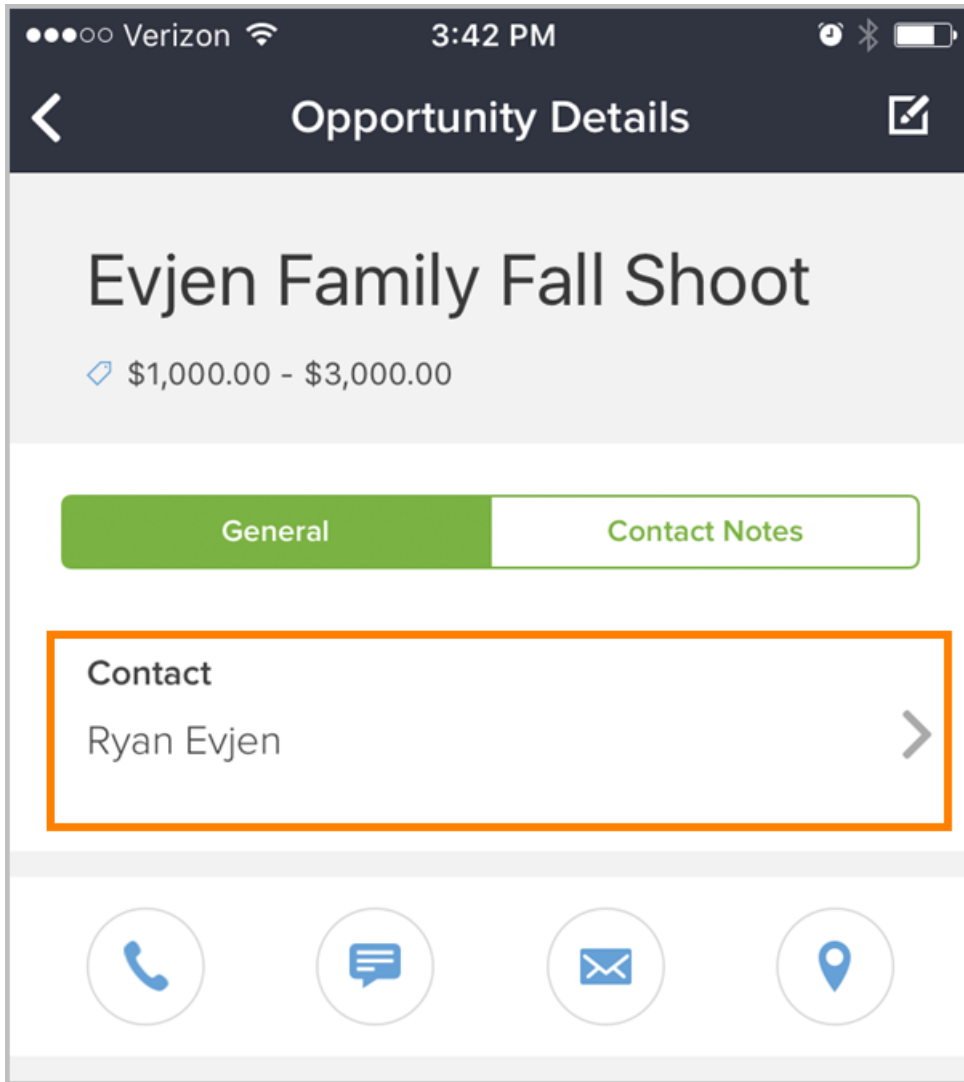 Verizon 3:42 PM
Opportunity Details
Evjen Family Fall Shoot
$1,000.00 - $3,000.00
General Contact Notes
Contact
Ryan Evjen